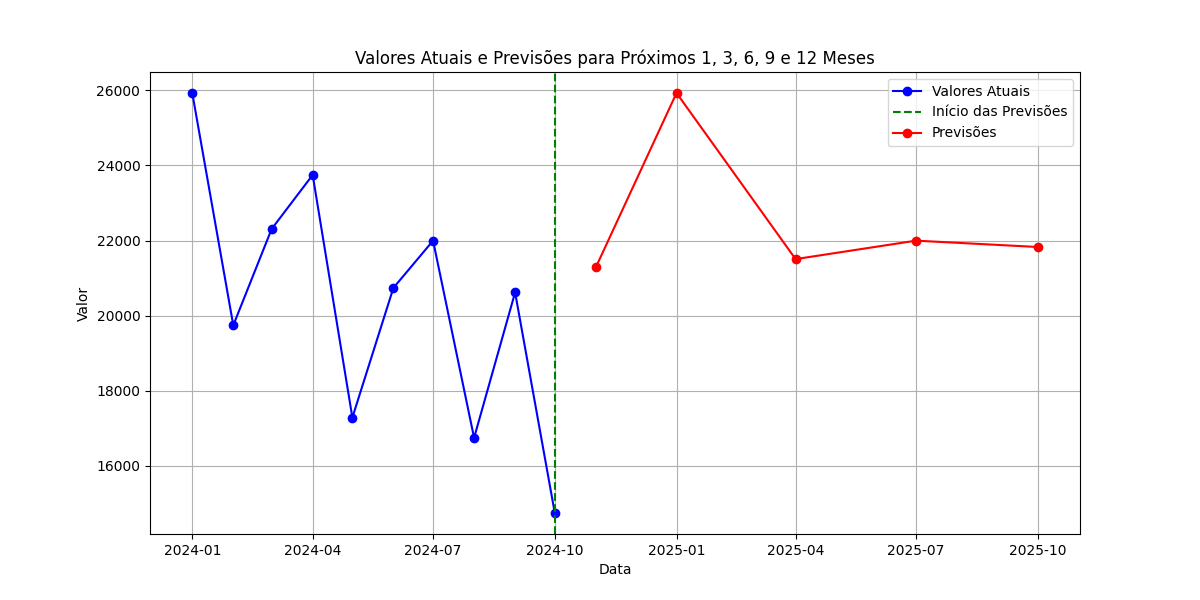 Valores Atuais e Previsões para Próximos 1, 3, 6, 9 e 12 Meses
Valores Atuais
Início das Previsões
Previsões
Valor
26000
24000
22000
20000
18000
16000
2024-01 2024-04 2024-07 2024-10 2025-01 2025-04 2025-07 2025-10
Data